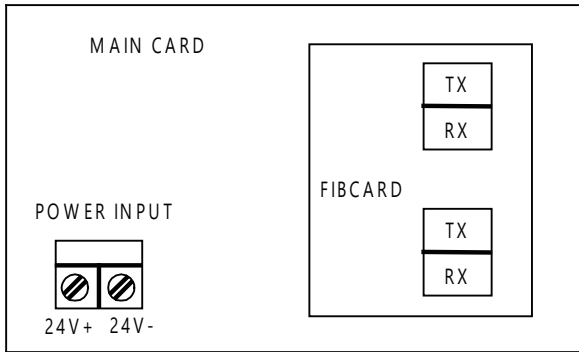 MAIN CARD
TX
RX
FIBCARD
POWER INPUT
TX
RX
24V+ 24V-